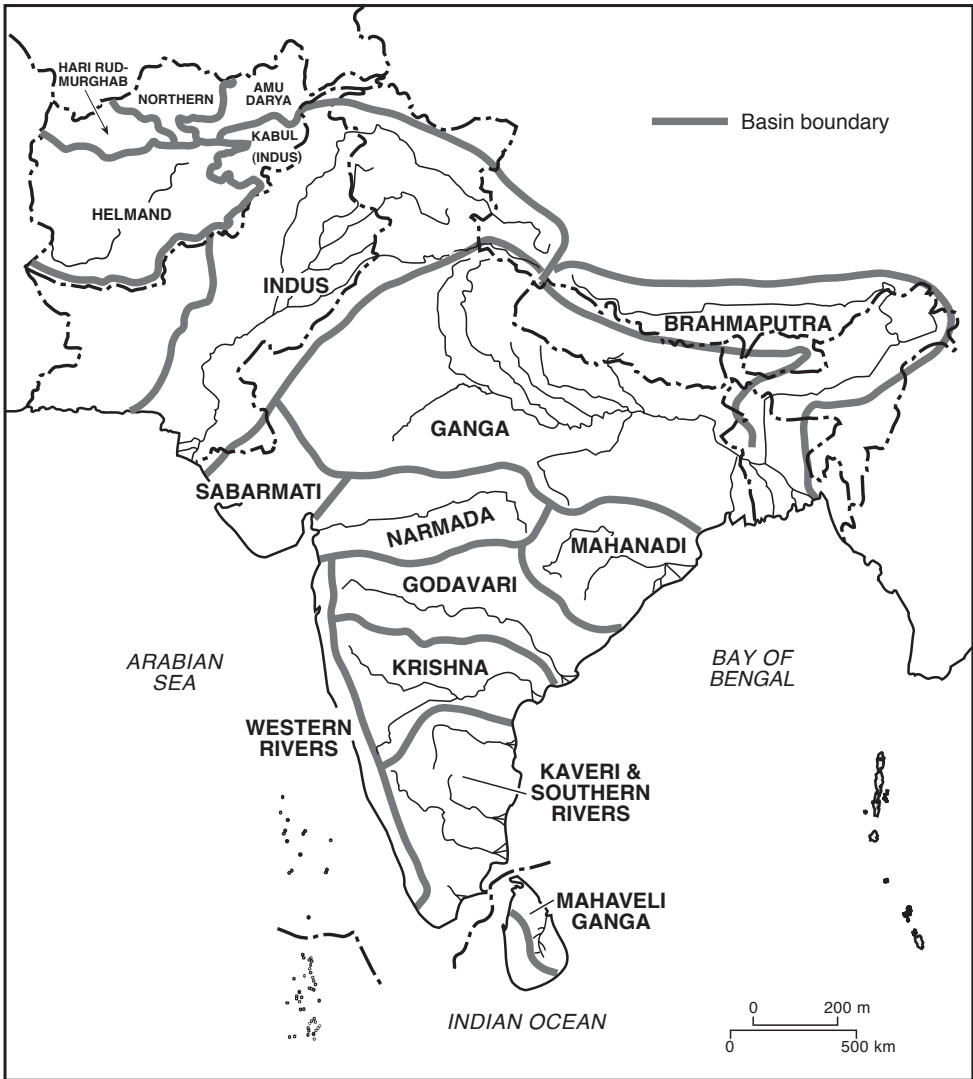 HARI RUD-
MURGHAB
NORTHERN
AMU
DARYA
KABUL
(INDUS)
Basin boundary
HELMAND
INDUS
BRAHMAPUTRA
GANGA
SABARMATI
NARMADA
MAHANADI
GODAVARI
ARABIAN
SEA
KRISHNA
BAY OF
BENGAL
WESTERN
RIVERS
KAVERI &
SOUTHERN
RIVERS
MAHAVELI
GANGA
INDIAN OCEAN
0 200 m
0 500 km